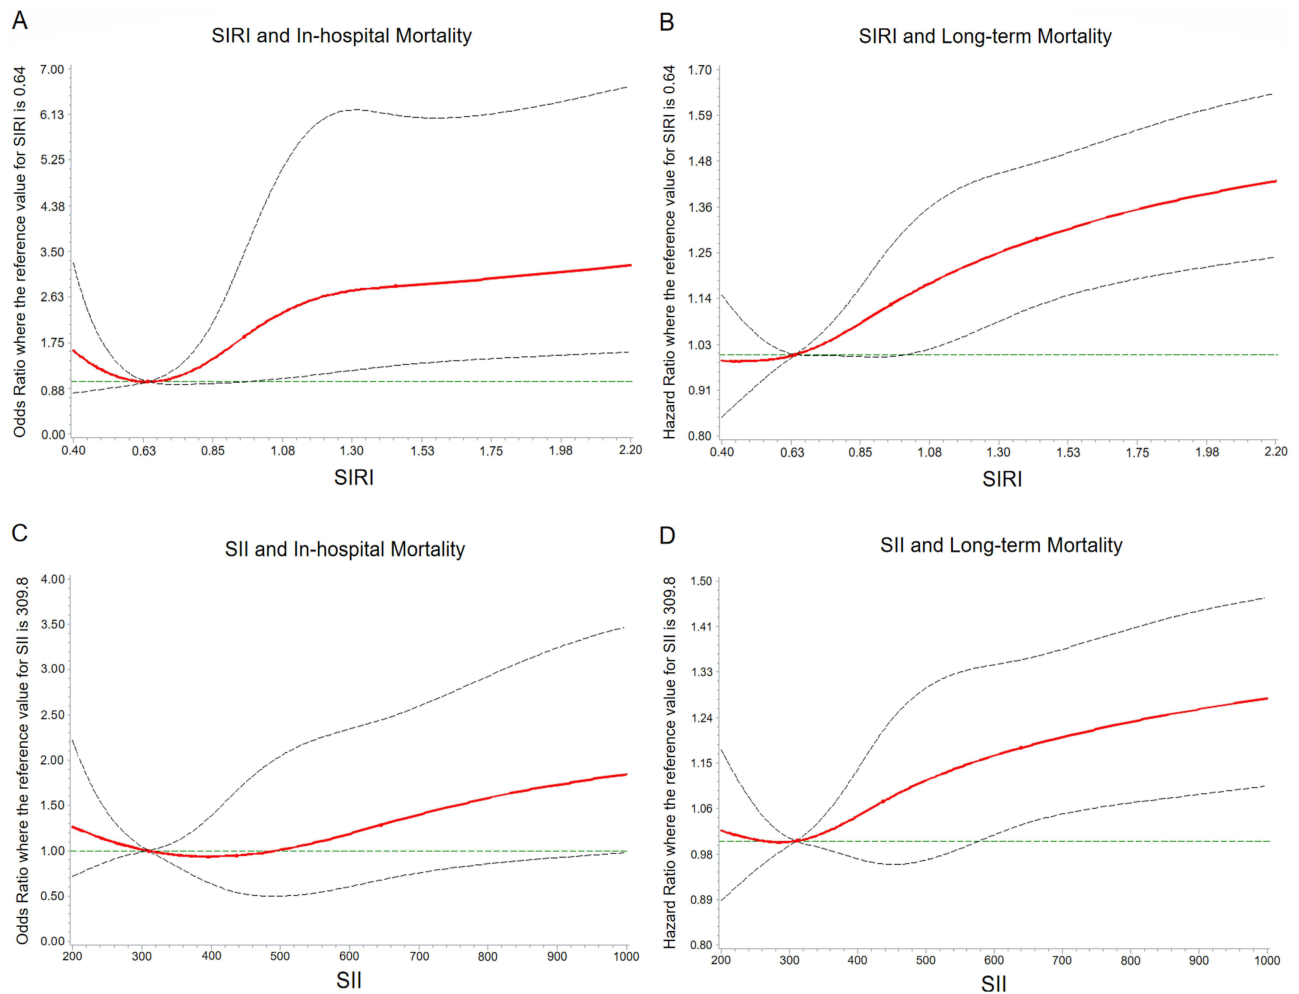 A
SIRI and In-hospital Mortality
Odds Ratio where the reference value for SIRI is 0.64
7.00
6.13
5.25
4.38
3.50
2.63
1.75
0.88
0.00
0.40 0.63 0.85 1.08 1.30 1.53 1.75 1.98 2.20
SIRI
B
SIRI and Long-term Mortality
Hazard Ratio where the reference value for SIRI is 0.64
1.70
1.59
1.48
1.36
1.25
1.14
1.03
0.91
0.80
0.40 0.63 0.85 1.08 1.30 1.53 1.75 1.98 2.20
SIRI
C
SII and In-hospital Mortality
Odds Ratio where the reference value for SII is 309.8
4.00
3.50
3.00
2.50
2.00
1.50
1.00
0.50
0.00
200 300 400 500 600 700 800 900 1000
SII
D
SII and Long-term Mortality
Hazard Ratio where the reference value for SII is 309.8
1.50
1.41
1.33
1.24
1.15
1.06
0.98
0.89
0.80
200 300 400 500 600 700 800 900 1000
SII